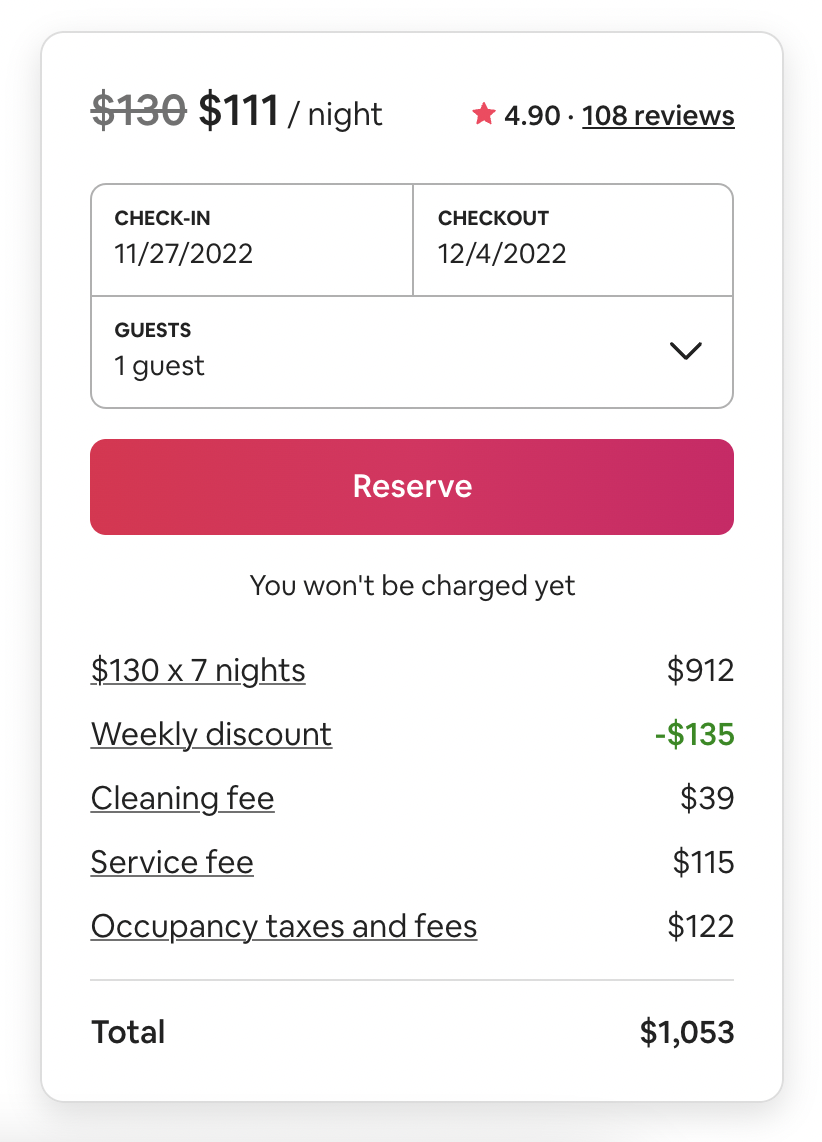 $130 $111 / night ★ 4.90 · 108 reviews
CHECK-IN CHECKOUT
11/27/2022 12/4/2022
GUESTS
1 guest
Reserve
You won't be charged yet
$130 x 7 nights $912
Weekly discount -$135
Cleaning fee $39
Service fee $115
Occupancy taxes and fees $122
Total $1,053